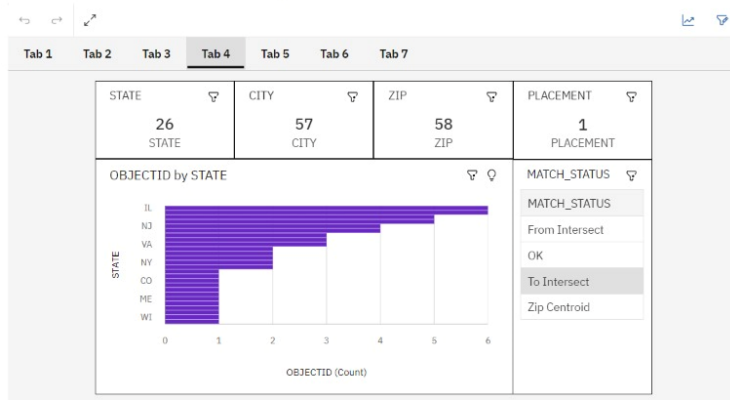 Tab 1 Tab 2 Tab 3 Tab 4 Tab 5 Tab 6 Tab 7
STATE
26
STATE
CITY
57
CITY
ZIP
58
ZIP
PLACEMENT
1
PLACEMENT
OBJECTID by STATE
STATE
IL
NJ
VA
NY
CO
ME
WI
0 1 2 3 4 5 6
OBJECTID (Count)
MATCH_STATUS
MATCH_STATUS
From Intersect
OK
To Intersect
Zip Centroid